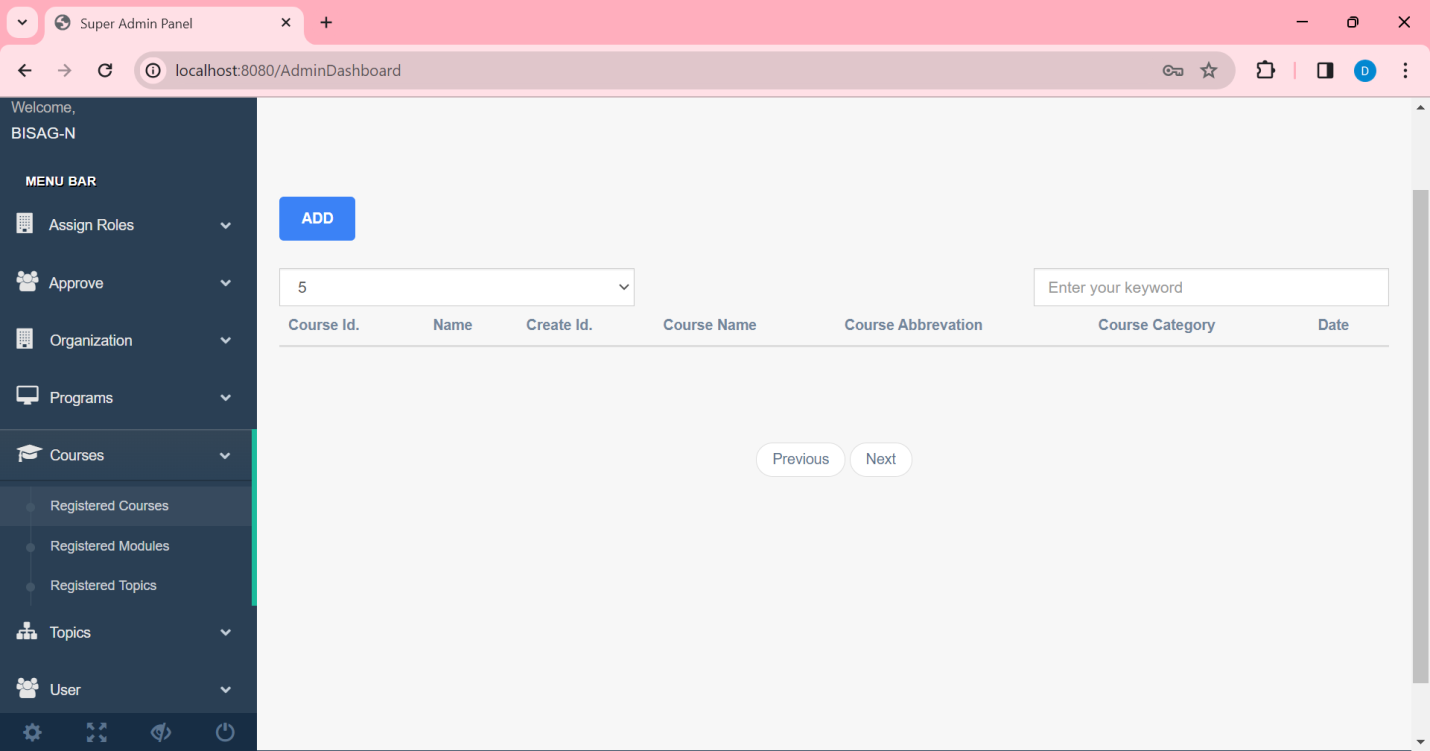 Super Admin Panel
localhost:8080/AdminDashboard
D
Welcome,
BISAG-N
MENU BAR
Assign Roles
Approve
Organization
Programs
Courses
Registered Courses
Registered Modules
Registered Topics
Topics
User
ADD
5
Enter your keyword
Course Id. Name Create Id. Course Name Course Abbrevation Course Category Date
Previous Next